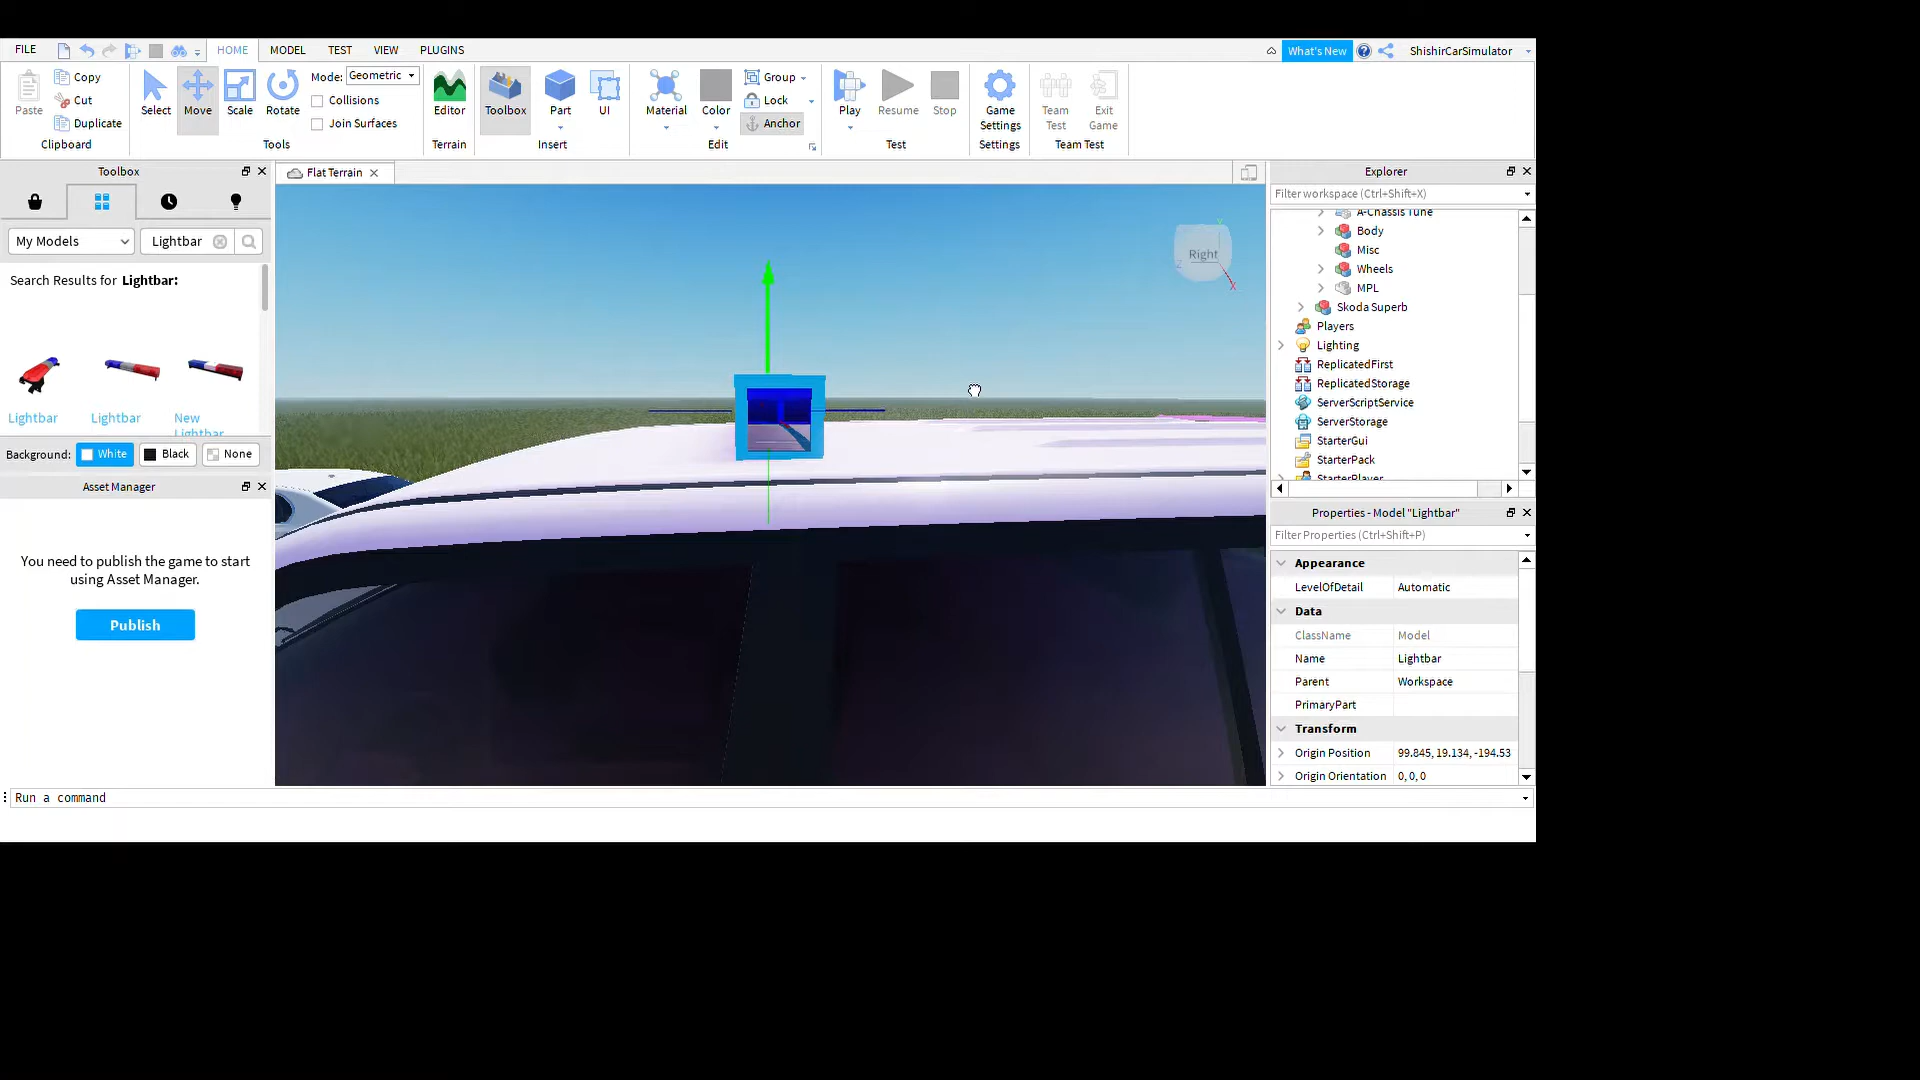 FILE
HOME
MODEL
TEST
VIEW
PLUGINS
What's New
ShishirCarSimulator
Paste
Copy
Cut
Duplicate
Clipboard
Select
Move
Scale
Rotate
Mode: Geometric
Collisions
Join Surfaces
Tools
Editor
Terrain
Toolbox
Part
UI
Insert
Material
Color
Group
Lock
Anchor
Edit
Play
Resume
Stop
Test
Game Settings
Settings
Team Test
Exit Game
Team Test
Toolbox
My Models
Lightbar
Search Results for Lightbar:
Lightbar
Lightbar
New Lightbar
Background: White Black None
Asset Manager
You need to publish the game to start
using Asset Manager.
Publish
Flat Terrain
Right
Y
Z
X
Explorer
Filter workspace (Ctrl+Shift+X)
A-Chassis Tune
Body
Misc
Wheels
MPL
Skoda Superb
Players
Lighting
ReplicatedFirst
ReplicatedStorage
ServerScriptService
ServerStorage
StarterGui
StarterPack
StarterPlayer
Properties - Model "Lightbar"
Filter Properties (Ctrl+Shift+P)
Appearance
LevelOfDetail Automatic
Data
ClassName Model
Name Lightbar
Parent Workspace
PrimaryPart
Transform
Origin Position 99.845, 19.134, -194.53
Origin Orientation 0, 0, 0
Run a command